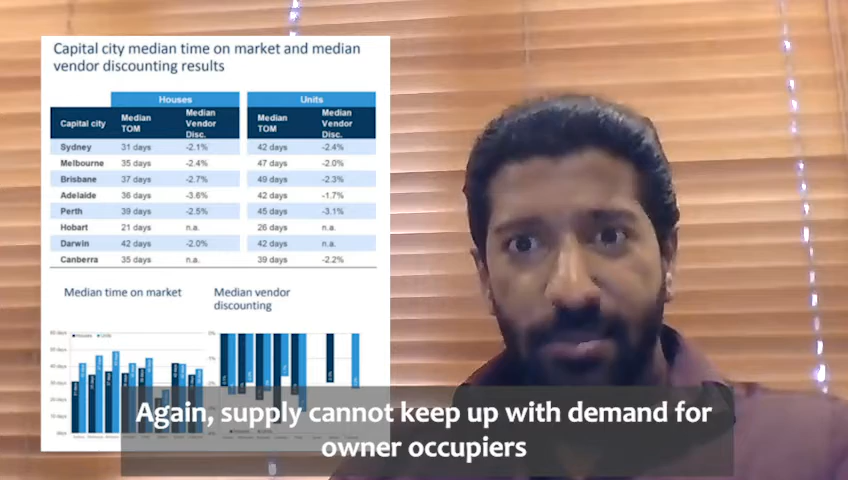 Capital city median time on market and median
vendor discounting results
Houses Units
Capital city Median TOM Median Vendor Disc. Median TOM Median Vendor Disc.
Sydney 31 days -2.1% 42 days -2.4%
Melbourne 35 days -2.4% 47 days -2.0%
Brisbane 37 days -2.7% 49 days -2.3%
Adelaide 36 days -3.6% 42 days -1.7%
Perth 39 days -2.5% 45 days -3.1%
Hobart 21 days n.a. 26 days n.a.
Darwin 42 days -2.0% 42 days n.a.
Canberra 35 days n.a. 39 days -2.2%
Median time on market
Median vendor
discounting
Again, supply cannot keep up with demand for
owner occupiers